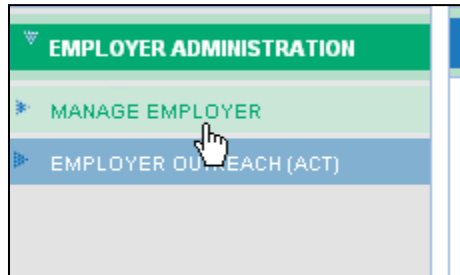 EMPLOYER ADMINISTRATION
MANAGE EMPLOYER
EMPLOYER OUTREACH (ACT)